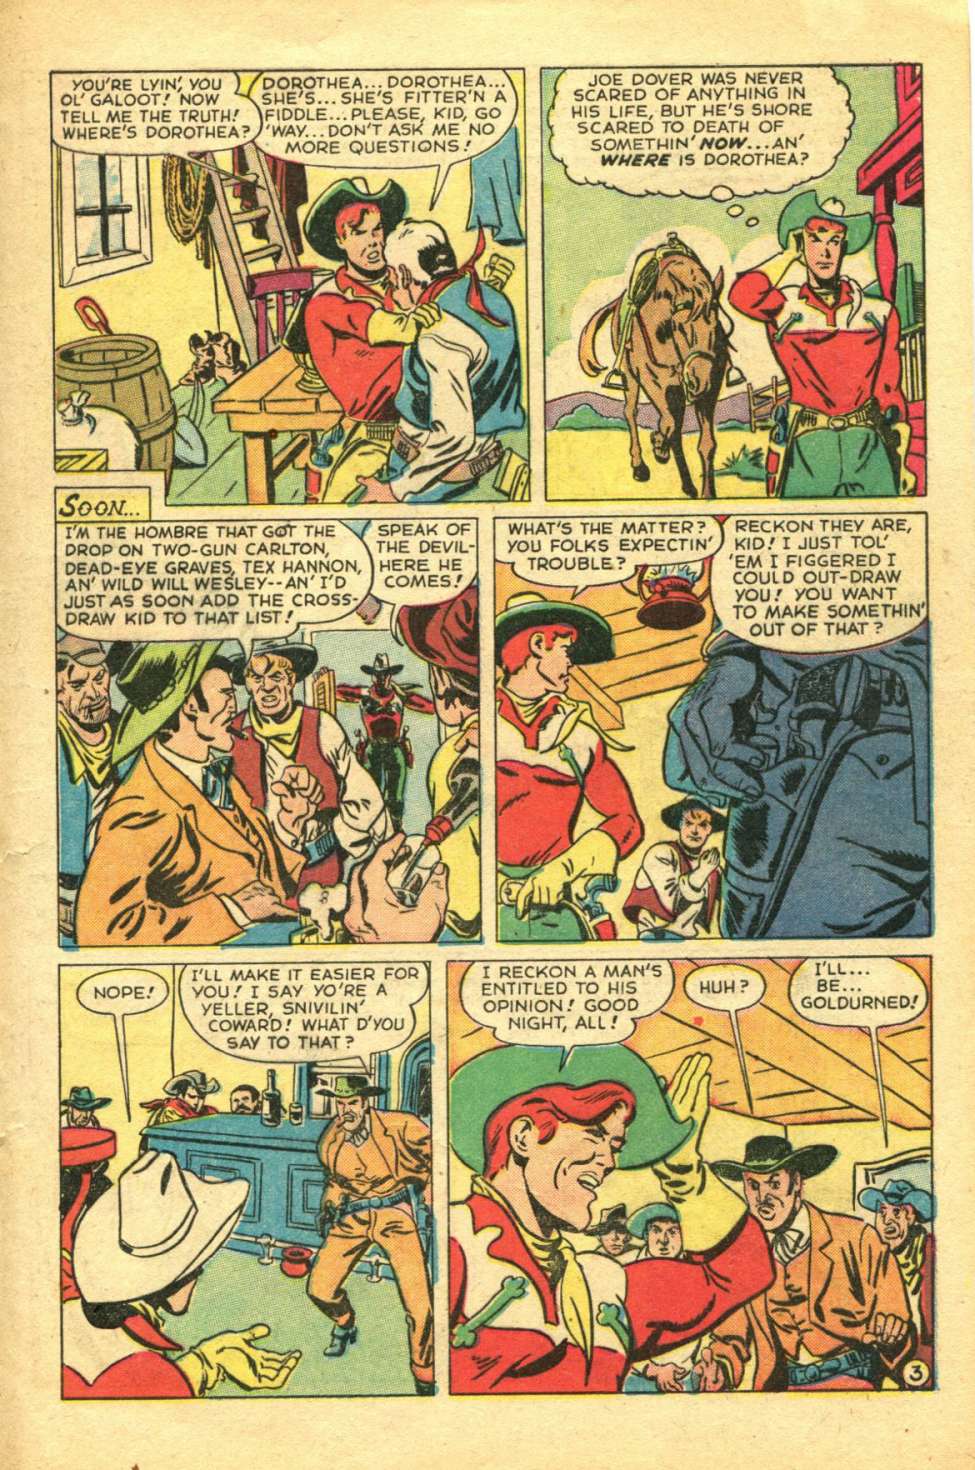 YOU'RE LYIN', YOU
OL' GALOOT! NOW
TELL ME THE TRUTH!
WHERE'S DOROTHEA?
DOROTHEA... DOROTHEA...
SHE'S... SHE'S FITTER'N A
FIDDLE... PLEASE, KID, GO
'WAY... DON'T ASK ME NO
MORE QUESTIONS!
JOE DOVER WAS NEVER
SCARED OF ANYTHING IN
HIS LIFE, BUT HE'S SHORE
SCARED TO DEATH OF
SOMETHIN' NOW... AN'
WHERE IS DOROTHEA?
SOON...
I'M THE HOMBRE THAT GOT THE
DROP ON TWO-GUN CARLTON,
DEAD-EYE GRAVES, TEX HANNON,
AN' WILD WILL WESLEY--AN' I'D
JUST AS SOON ADD THE CROSS-
DRAW KID TO THAT LIST!
SPEAK OF
THE DEVIL-
HERE HE
COMES!
WHAT'S THE MATTER?
YOU FOLKS EXPECTIN'
TROUBLE?
RECKON THEY ARE,
KID! I JUST TOL'
'EM I FIGGERED I
COULD OUT-DRAW
YOU! YOU WANT
TO MAKE SOMETHIN'
OUT OF THAT?
NOPE!
I'LL MAKE IT EASIER FOR
YOU! I SAY YO'RE A
YELLER, SNIVILIN'
COWARD! WHAT D'YOU
SAY TO THAT?
I RECKON A MAN'S
ENTITLED TO HIS
OPINION! GOOD
NIGHT, ALL!
HUH?
I'LL...
BE...
GOLDURNED!
3